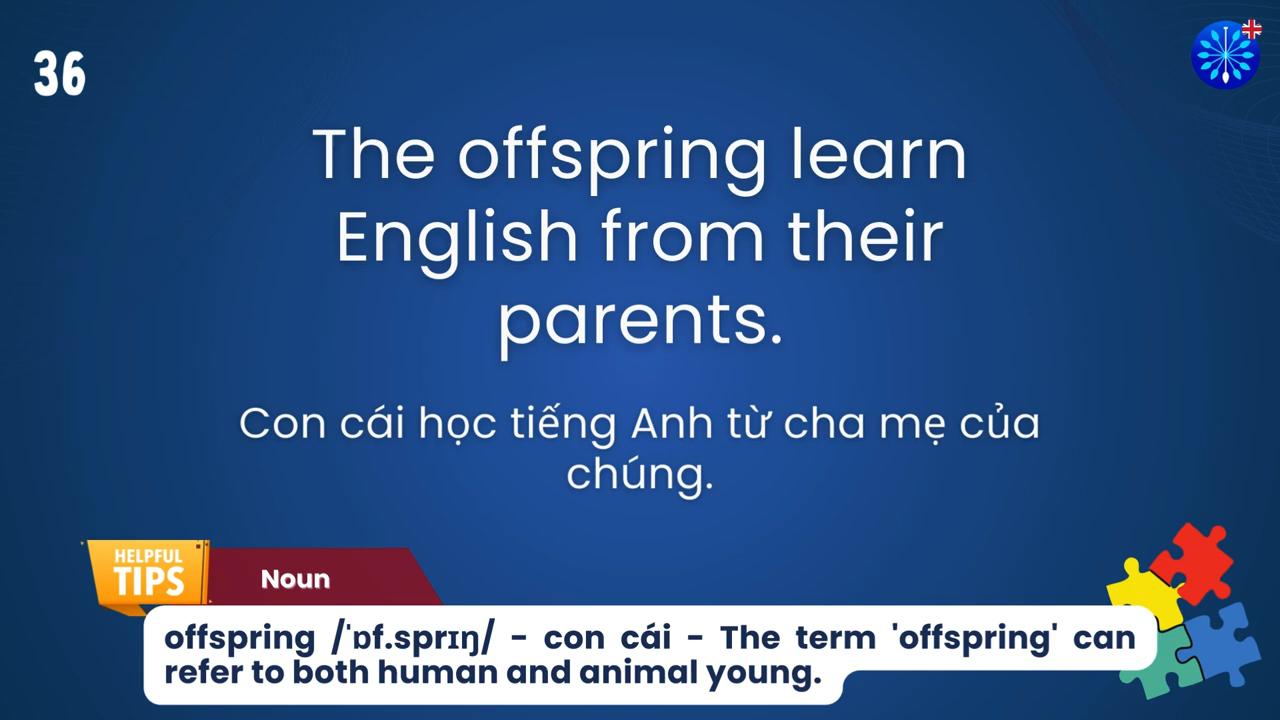 36
The offspring learn
English from their
parents.
Con cái học tiếng Anh từ cha mẹ của
chúng.
HELPFUL
TIPS
Noun
offspring /ˈɒf.sprɪŋ/ - con cái - The term 'offspring' can
refer to both human and animal young.